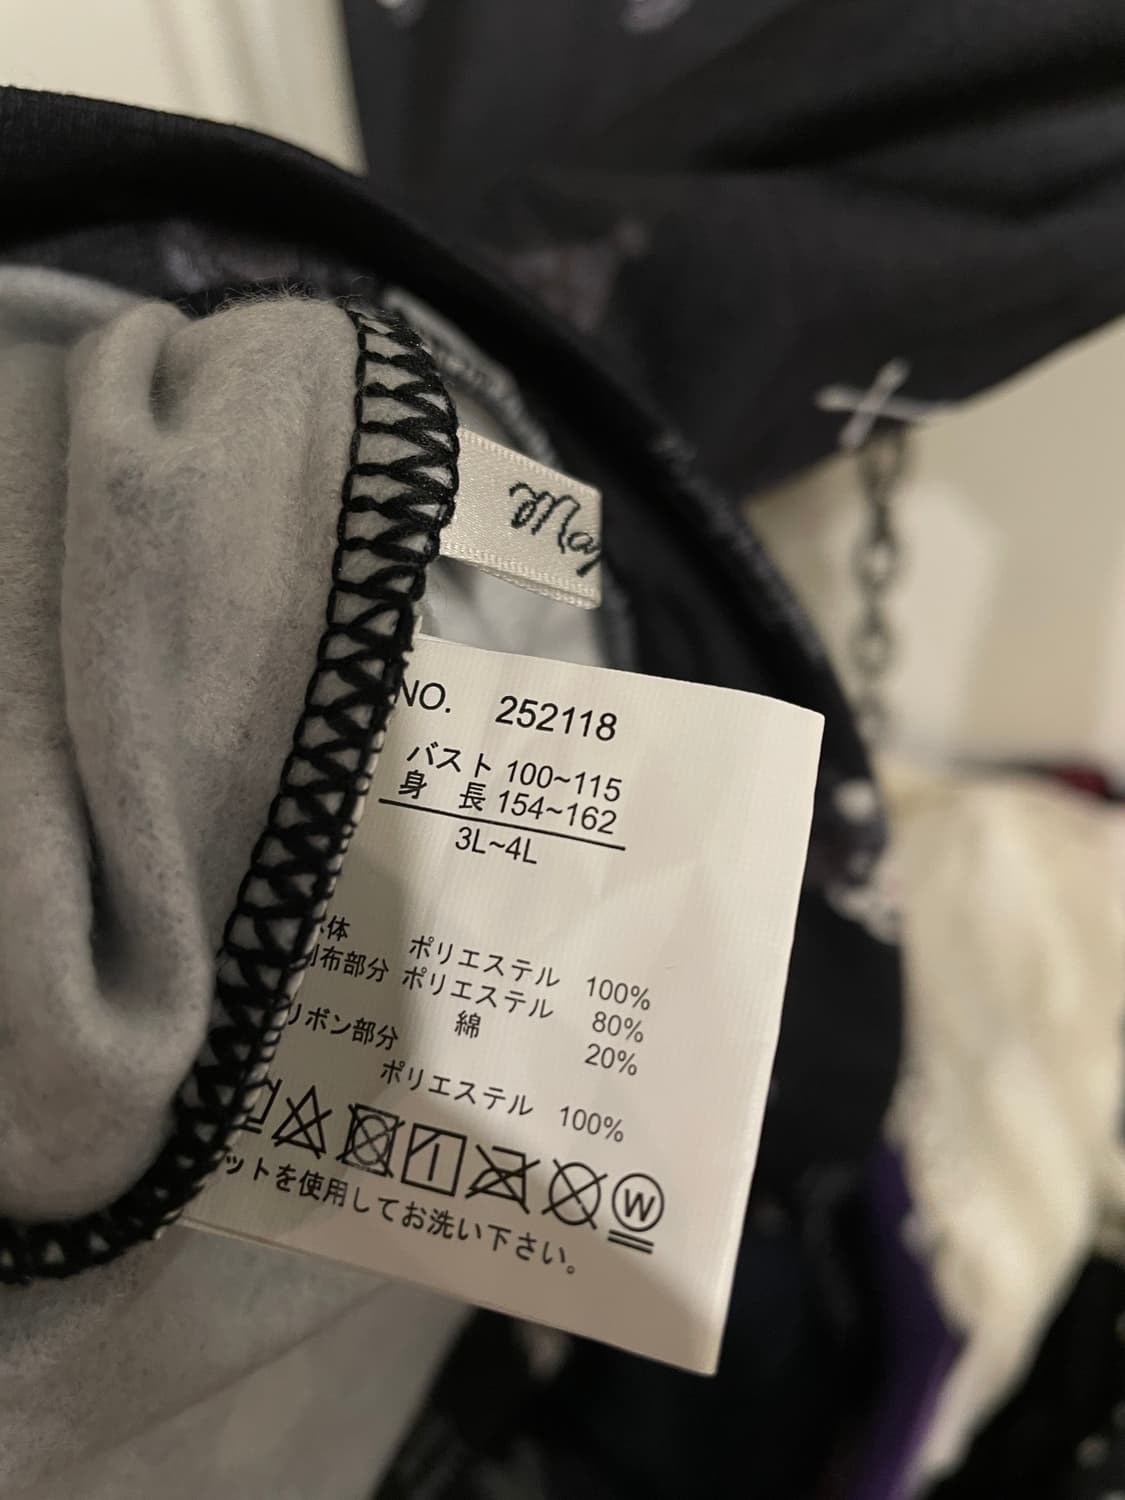 NO. 252118
バスト 100~115
身 長 154~162
3L~4L
体 ポリエステル 100%
布部分 ポリエステル 80%
綿 20%
リボン部分
ポリエステル 100%
W
ットを使用してお洗い下さい。